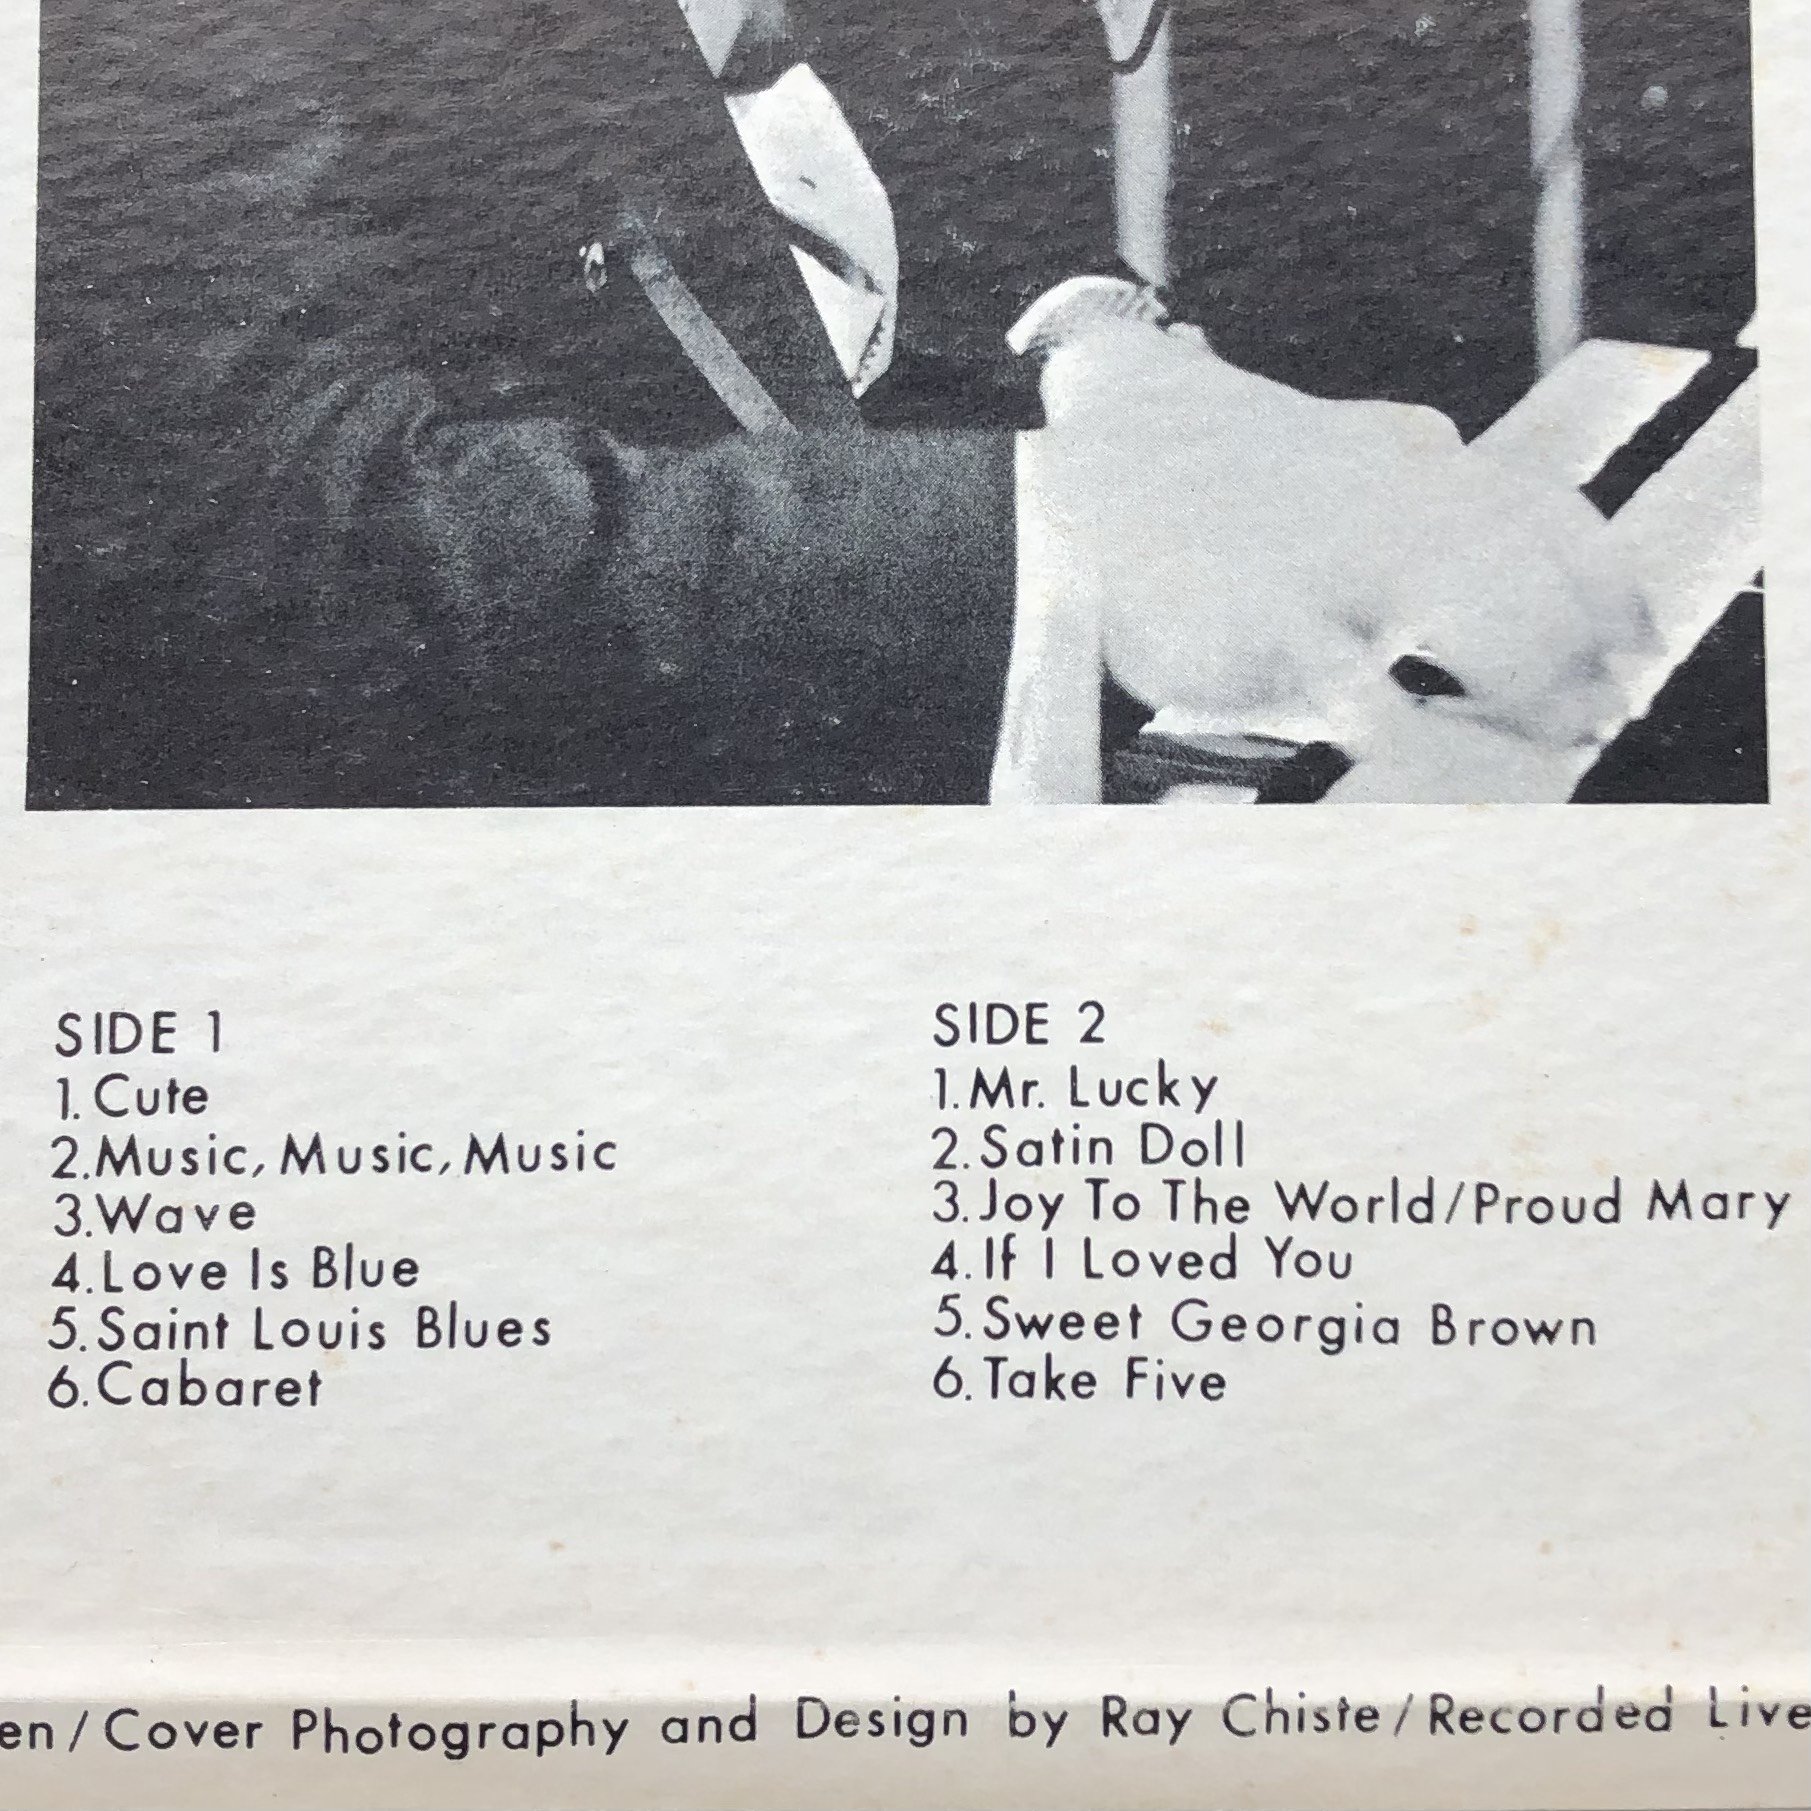 SIDE 1
1. Cute
2. Music, Music, Music
3. Wave
4. Love Is Blue
5. Saint Louis Blues
6. Cabaret
SIDE 2
1. Mr. Lucky
2. Satin Doll
3. Joy To The World/Proud Mary
4. If I Loved You
5. Sweet Georgia Brown
6. Take Five
en/Cover Photography and Design by Ray Chiste/Recorded Live